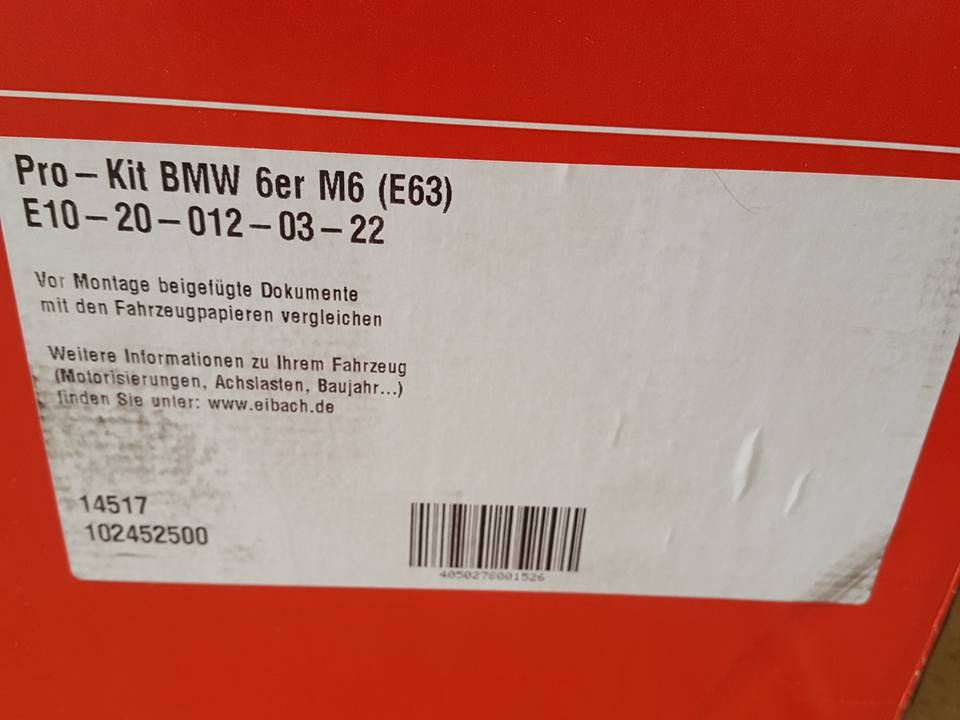 Pro – Kit BMW 6er M6 (E63)
E10 – 20 – 012 – 03 – 22
Vor Montage beigefügte Dokumente
mit den Fahrzeugpapieren vergleichen
Weitere Informationen zu Ihrem Fahrzeug
(Motorisierungen, Achslasten, Baujahr...)
finden Sie unter: www.eibach.de
14517
102452500
4050278001526